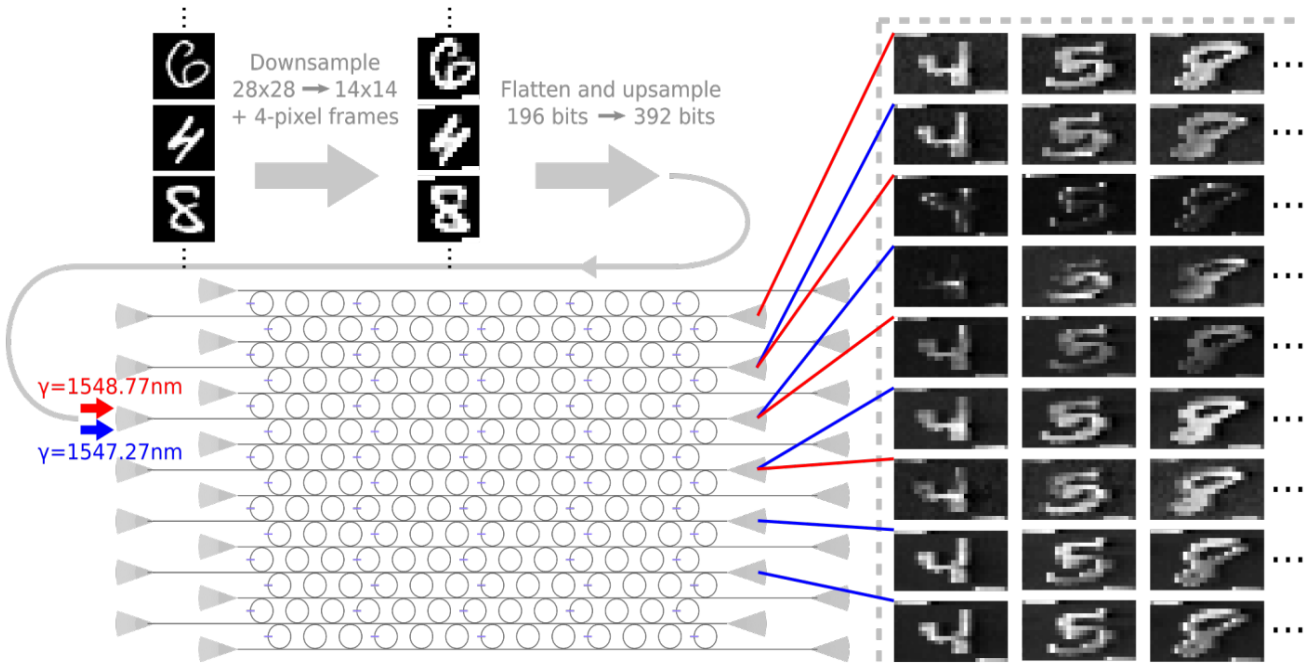 Downsample
28x28 → 14x14
+ 4-pixel frames
Flatten and upsample
196 bits → 392 bits
γ=1548.77nm
γ=1547.27nm